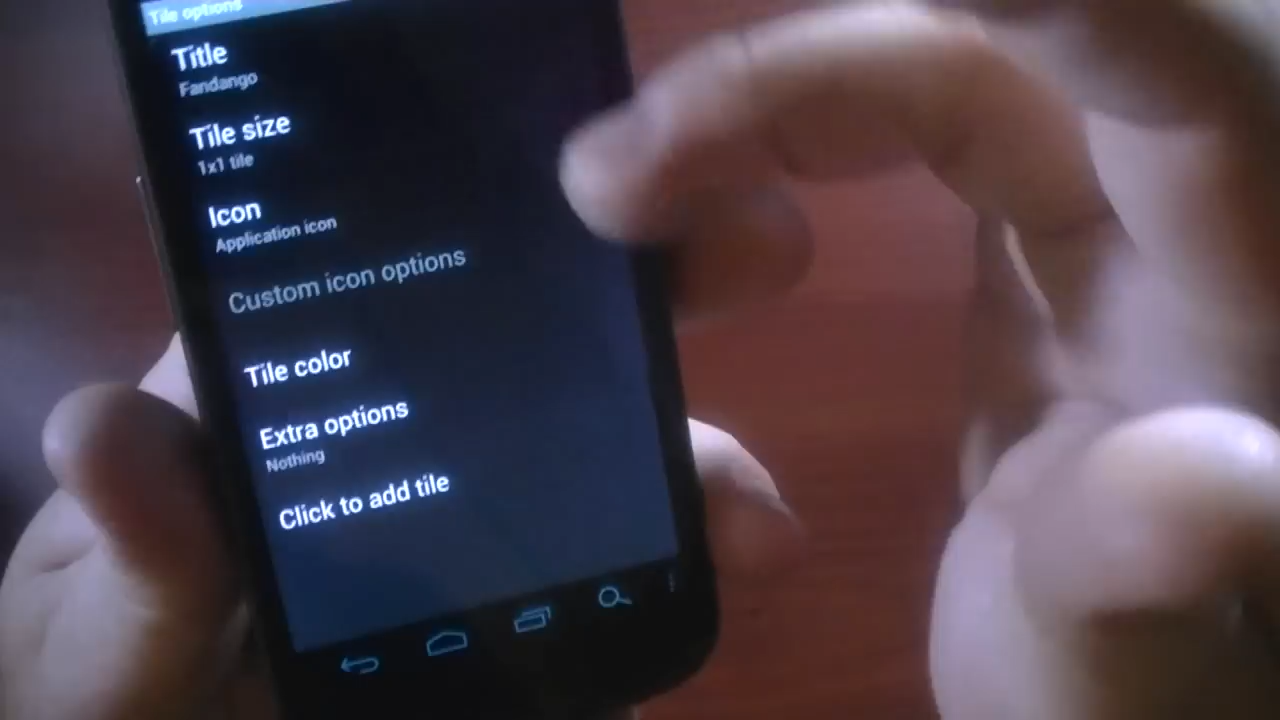 Tile options
Title
Fandango
Tile size
1x1 tile
Icon
Application icon
Custom icon options
Tile color
Extra options
Nothing
Click to add tile